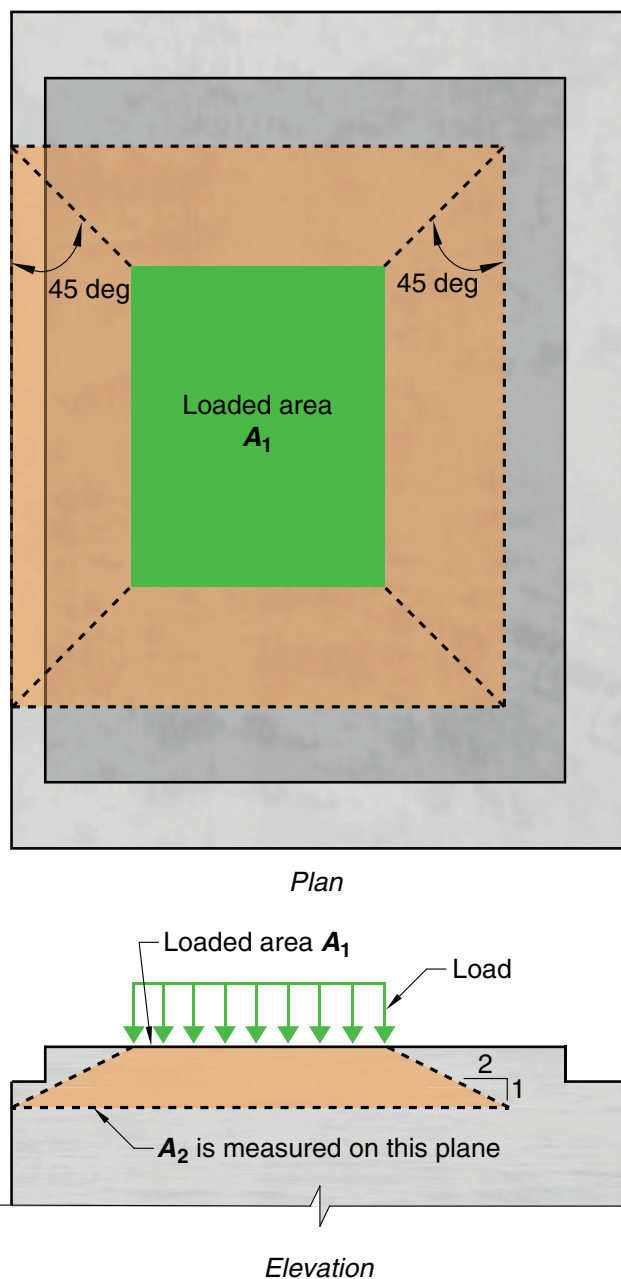 45 deg
45 deg
Loaded area
A1
Plan
Loaded area A1
Load
2
1
A2 is measured on this plane
Elevation